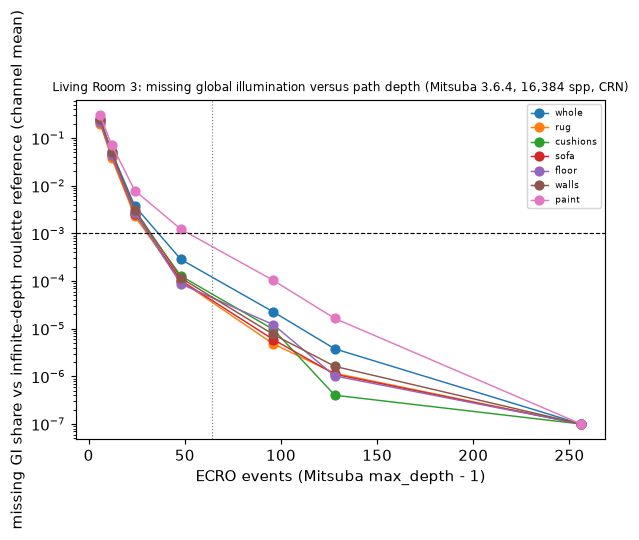 Living Room 3: missing global illumination versus path depth (Mitsuba 3.6.4, 16,384 spp, CRN)
missing GI share vs infinite-depth roulette reference (channel mean)
10⁻¹
10⁻²
10⁻³
10⁻⁴
10⁻⁵
10⁻⁶
10⁻⁷
whole
rug
cushions
sofa
floor
walls
paint
0 50 100 150 200 250
ECRO events (Mitsuba max_depth - 1)